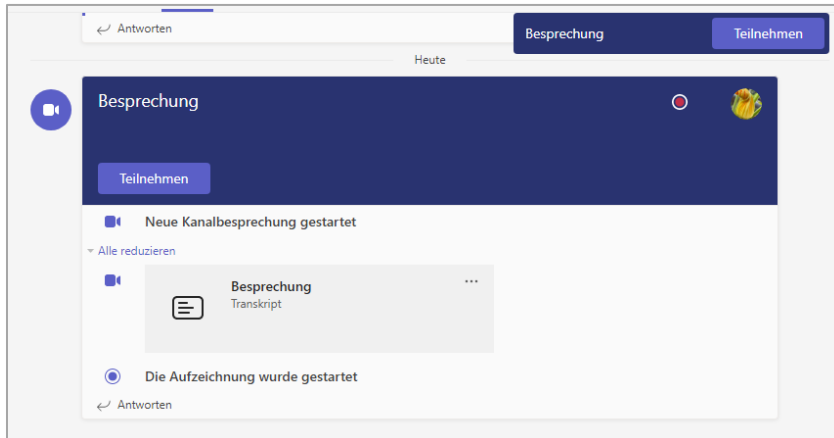 Antworten
Besprechung
Teilnehmen
Heute
Besprechung
Teilnehmen
Neue Kanalbesprechung gestartet
Alle reduzieren
Besprechung
Transkript
Die Aufzeichnung wurde gestartet
Antworten